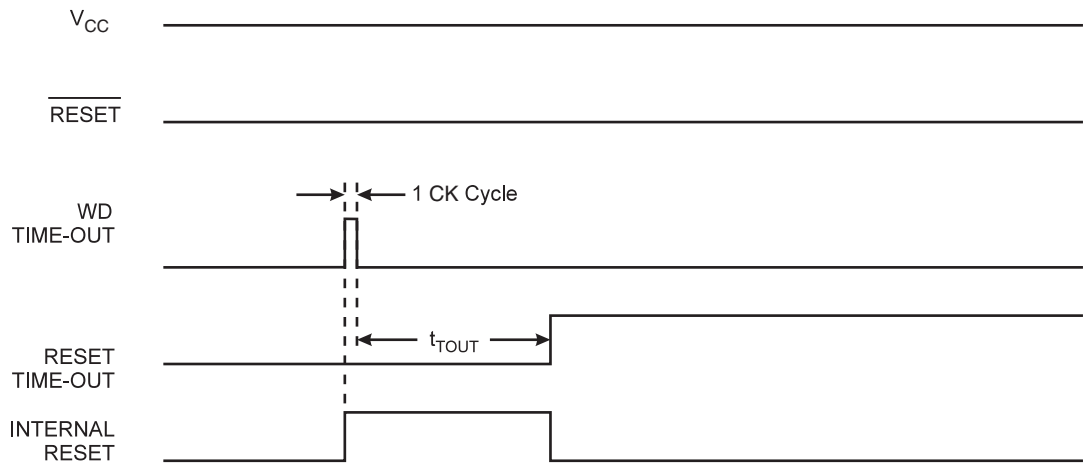 VCC
RESET
1 CK Cycle
WD
TIME-OUT
tTOUT
RESET
TIME-OUT
INTERNAL
RESET